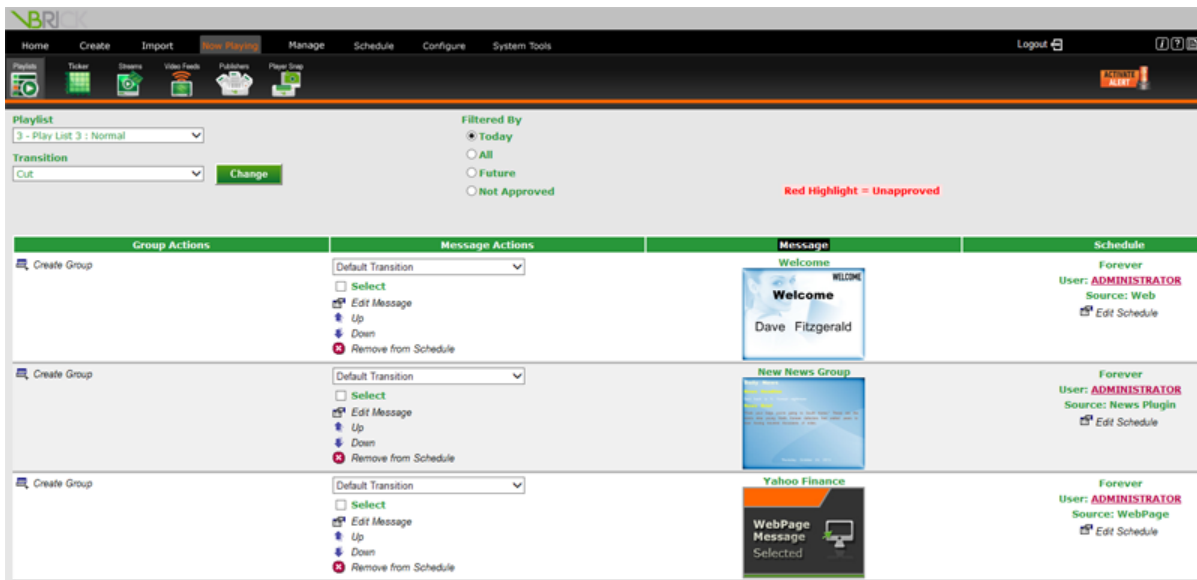 VBRICK
Home Create Import Now Playing Manage Schedule Configure System Tools Logout
Playlists Ticker Streams Video Feeds Publishers Player Snap ACTIVATE ALERT
Playlist
3 - Play List 3 : Normal
Transition
Cut
Change
Filtered By
Today
All
Future
Not Approved
Red Highlight = Unapproved
Group Actions Message Actions Message Schedule
Create Group
Default Transition
Select
Edit Message
Up
Down
Remove from Schedule
Welcome
WELCOME
Welcome
Dave Fitzgerald
Forever
User: ADMINISTRATOR
Source: Web
Edit Schedule
Create Group
Default Transition
Select
Edit Message
Up
Down
Remove from Schedule
New News Group
Forever
User: ADMINISTRATOR
Source: News Plugin
Edit Schedule
Create Group
Default Transition
Select
Edit Message
Up
Down
Remove from Schedule
Yahoo Finance
WebPage
Message
Selected
Forever
User: ADMINISTRATOR
Source: WebPage
Edit Schedule